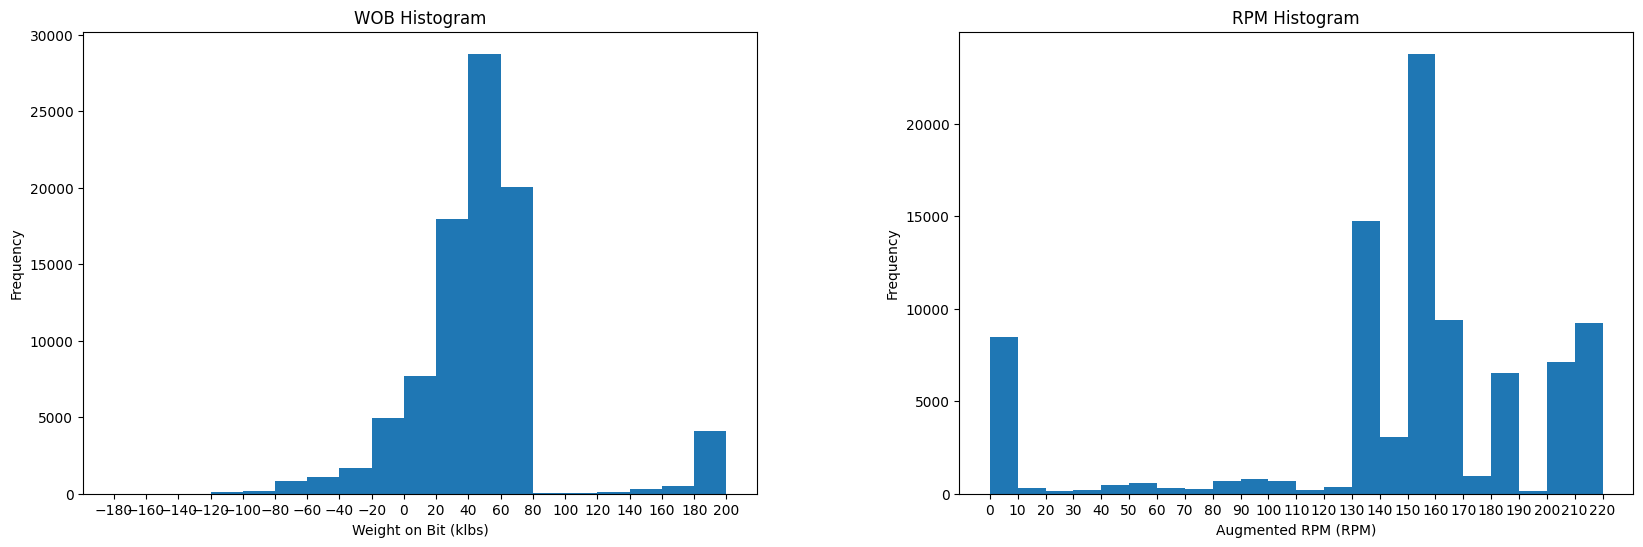 WOB Histogram
30000
25000
20000
15000
10000
5000
0
Frequency
−180 −160 −140 −120 −100 −80 −60 −40 −20 0 20 40 60 80 100 120 140 160 180 200
Weight on Bit (klbs)
RPM Histogram
20000
15000
10000
5000
0
Frequency
0 10 20 30 40 50 60 70 80 90 100 110 120 130 140 150 160 170 180 190 200 210 220
Augmented RPM (RPM)